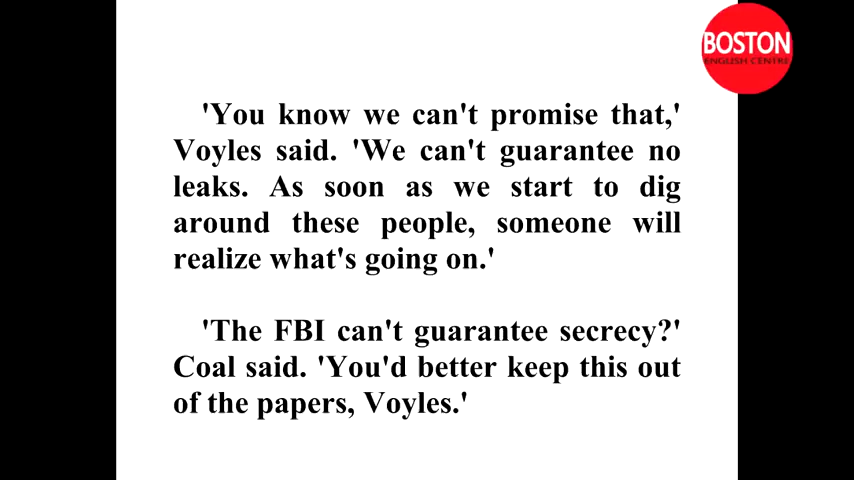 BOSTON
ENGLISH CENTRE
'You know we can't promise that,'
Voyles said. 'We can't guarantee no
leaks. As soon as we start to dig
around these people, someone will
realize what's going on.'
'The FBI can't guarantee secrecy?'
Coal said. 'You'd better keep this out
of the papers, Voyles.'